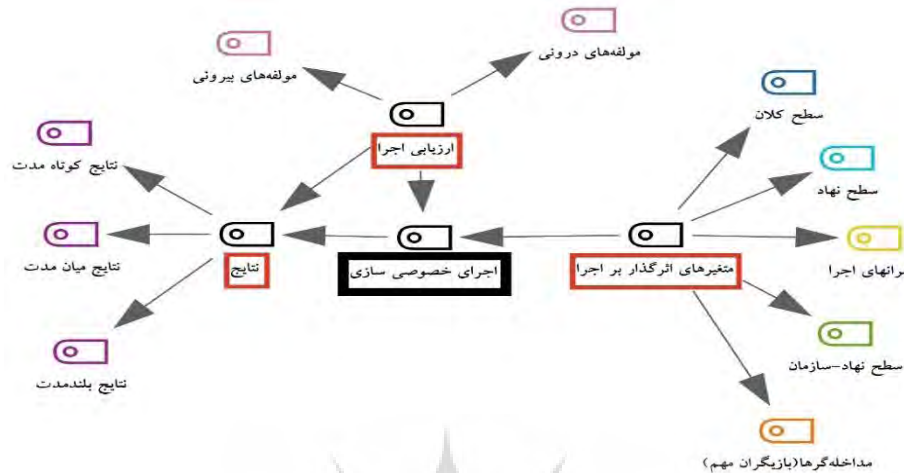 مولفه‌های درونی
مولفه‌های بیرونی
سطح کلان
ارزیابی اجرا
نتایج کوتاه مدت
سطح نهاد
متغیرهای اثرگذار بر اجرا
اجرای خصوصی سازی
نتایج
نتایج میان مدت
رانهای اجرا
سطح نهاد-سازمان
نتایج بلندمدت
مداخله‌گرها(بازیگران مهم)